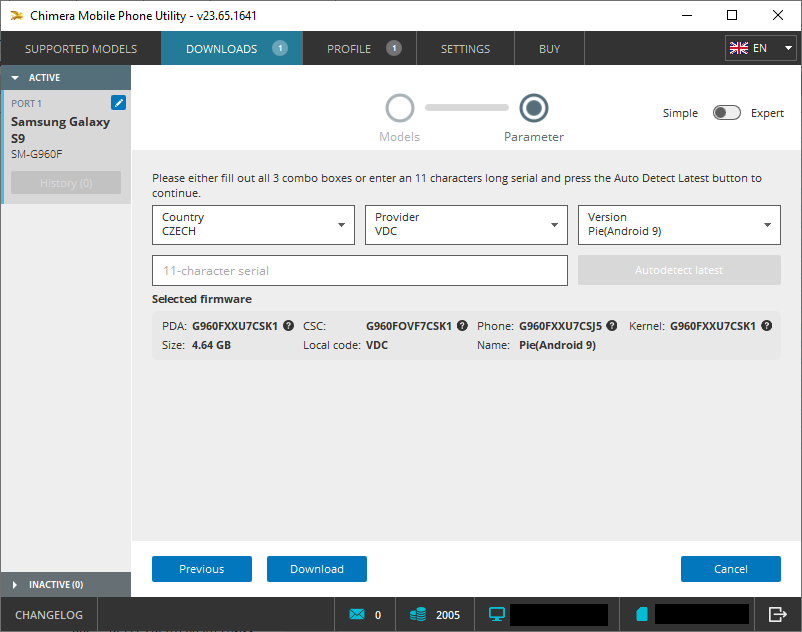 Chimera Mobile Phone Utility - v23.65.1641
SUPPORTED MODELS
DOWNLOADS 1
PROFILE 1
SETTINGS
BUY
EN
ACTIVE
PORT 1
Samsung Galaxy
S9
SM-G960F
History (0)
Models
Parameter
Simple
Expert
Please either fill out all 3 combo boxes or enter an 11 characters long serial and press the Auto Detect Latest button to
continue.
Country
CZECH
Provider
VDC
Version
Pie(Android 9)
11-character serial
Autodetect latest
Selected firmware
PDA: G960FXXU7CSK1 ? CSC: G960FOVF7CSK1 ? Phone: G960FXXU7CSJ5 ? Kernel: G960FXXU7CSK1 ?
Size: 4.64 GB Local code: VDC Name: Pie(Android 9)
Previous
Download
Cancel
INACTIVE (0)
CHANGELOG
0
2005